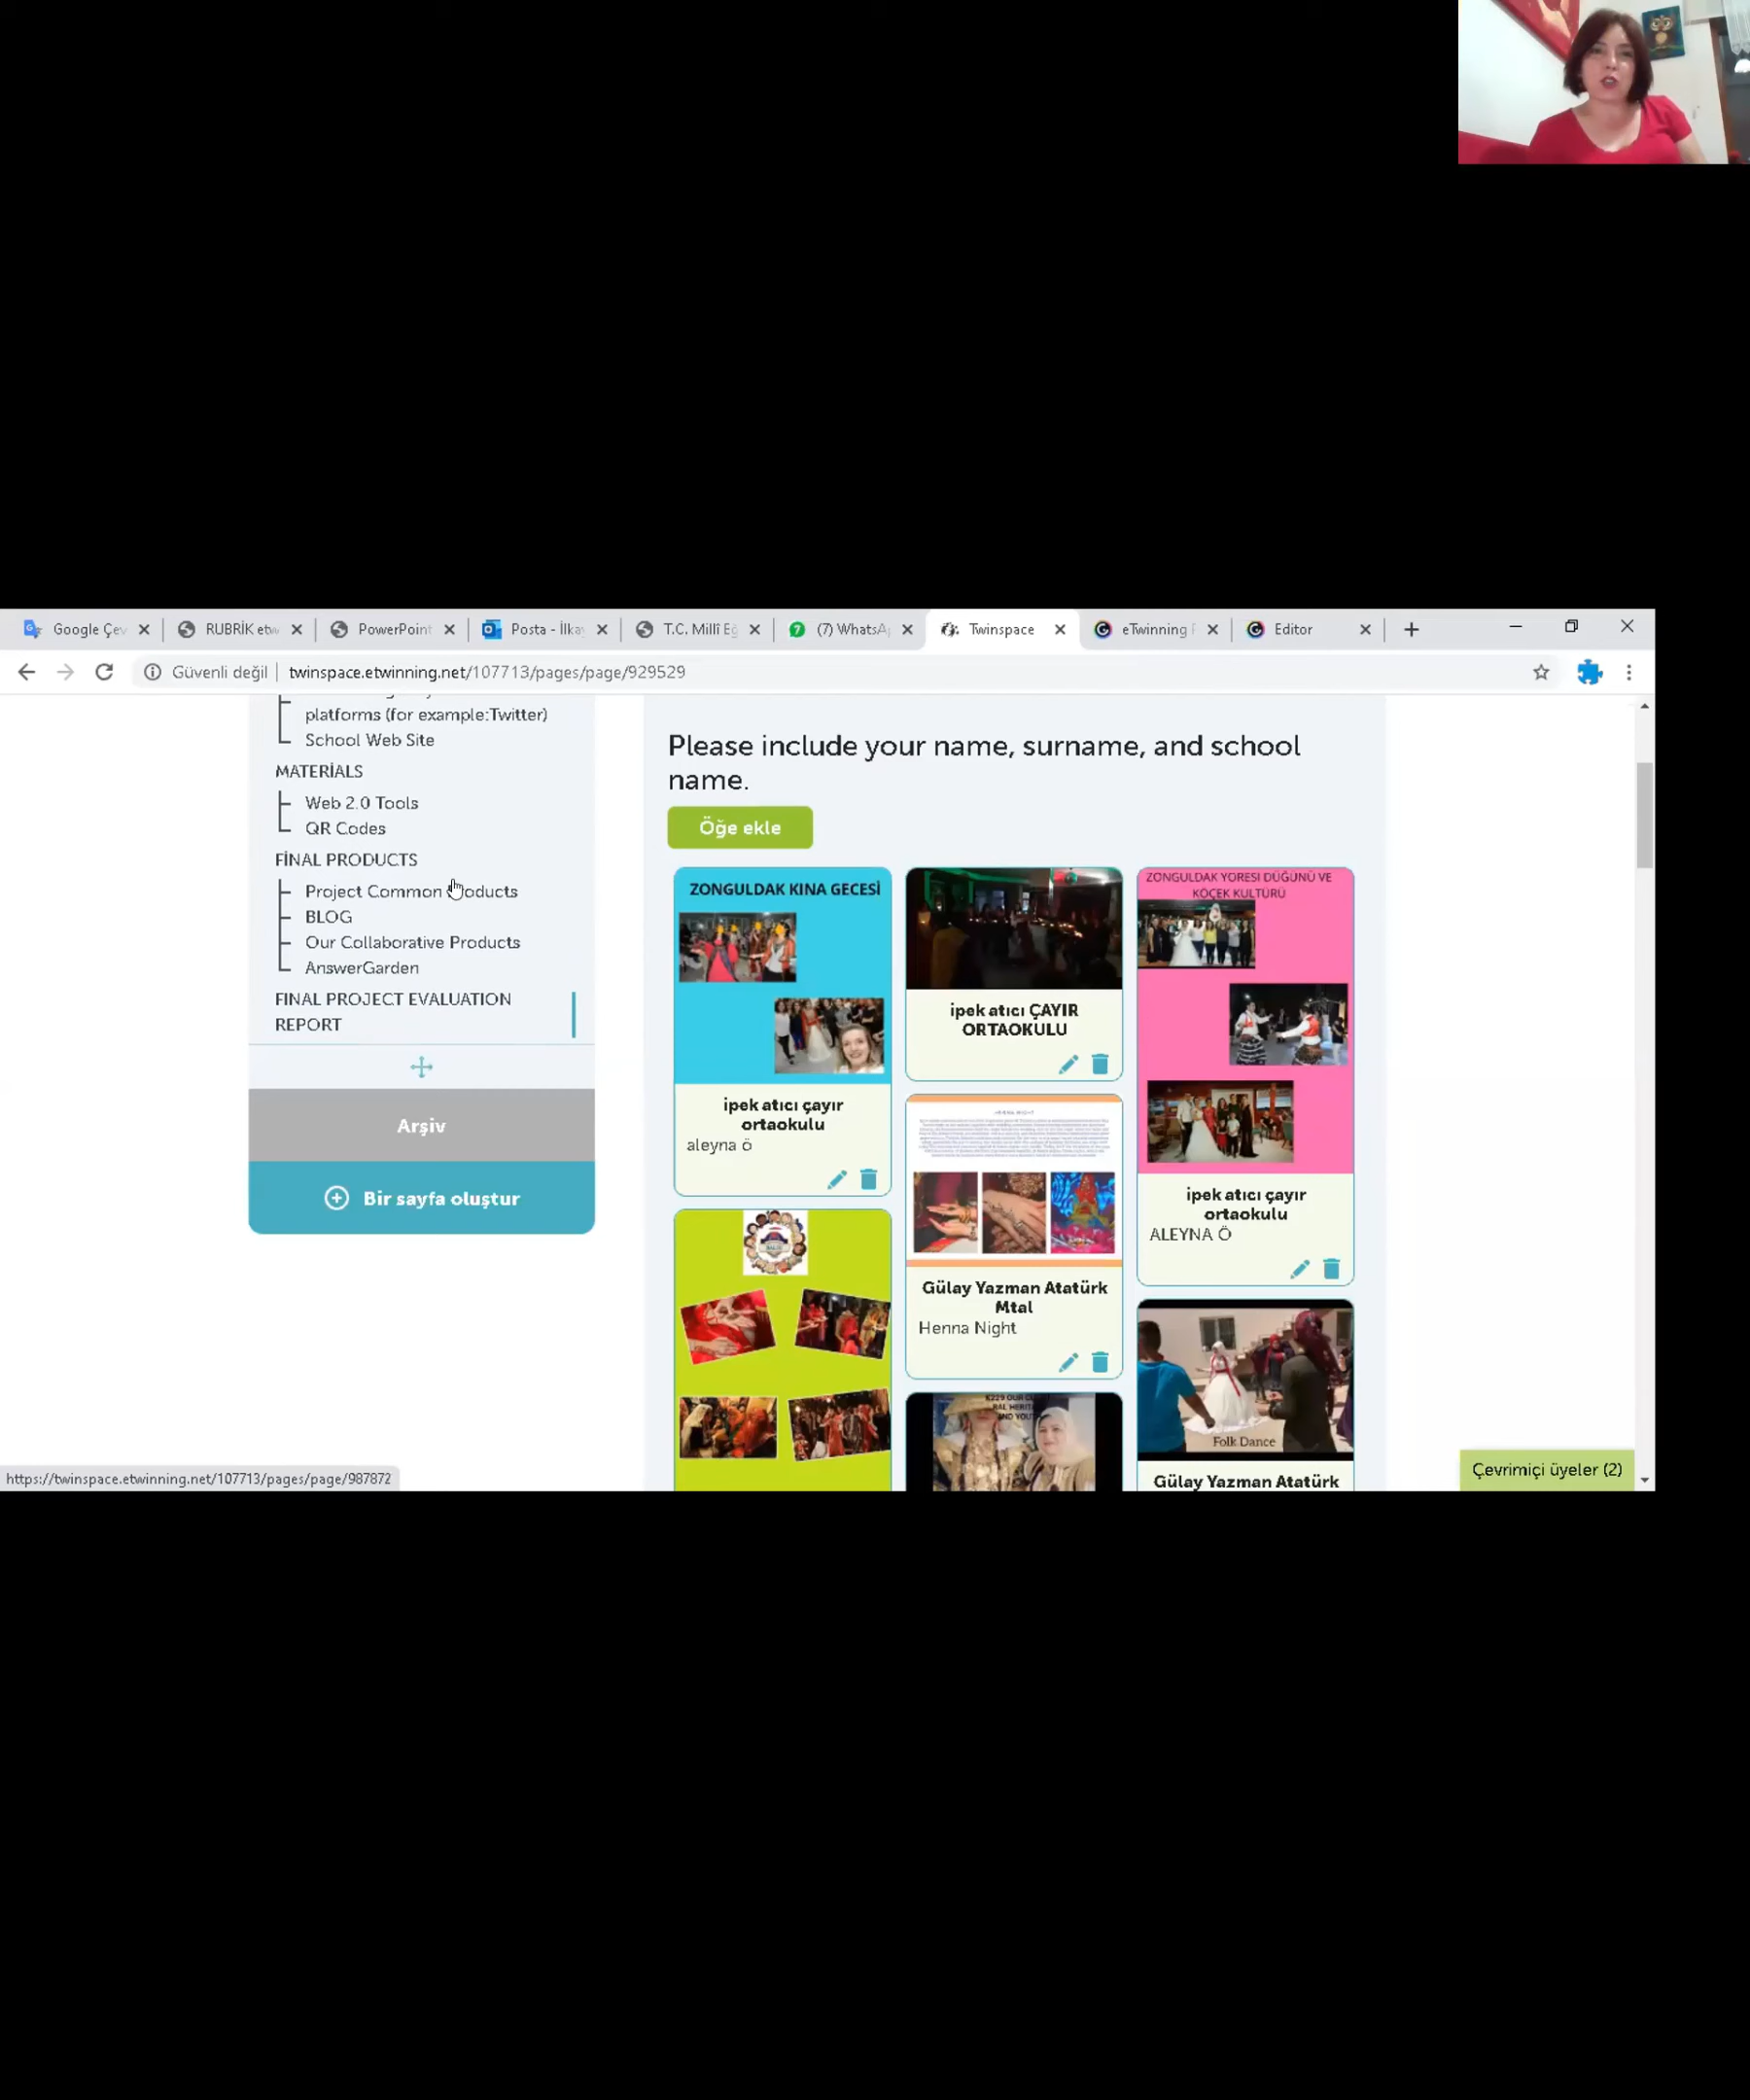 Google Çev
RUBRİK etw
PowerPoint
Posta - İlka
T.C. Millî Eğ
(7) WhatsA
Twinspace
eTwinning
Editor
Güvenli değil
twinspace.etwinning.net/107713/pages/page/929529
platforms (for example:Twitter)
School Web Site
MATERİALS
Web 2.0 Tools
QR Codes
FİNAL PRODUCTS
Project Common Products
BLOG
Our Collaborative Products
AnswerGarden
FINAL PROJECT EVALUATION
REPORT
Arşiv
Bir sayfa oluştur
Please include your name, surname, and school
name.
Öğe ekle
ZONGULDAK KINA GECESİ
ipek atıcı çayır
ortaokulu
aleyna ö
ipek atıcı ÇAYIR
ORTAOKULU
HENNA NIGHT
Gülay Yazman Atatürk
Mtal
Henna Night
ZONGULDAK YÖRESİ DÜĞÜNÜ VE
KÖÇEK KÜLTÜRÜ
ipek atıcı çayır
ortaokulu
ALEYNA Ö
Folk Dance
Gülay Yazman Atatürk
Çevrimiçi üyeler (2)
https://twinspace.etwinning.net/107713/pages/page/987872